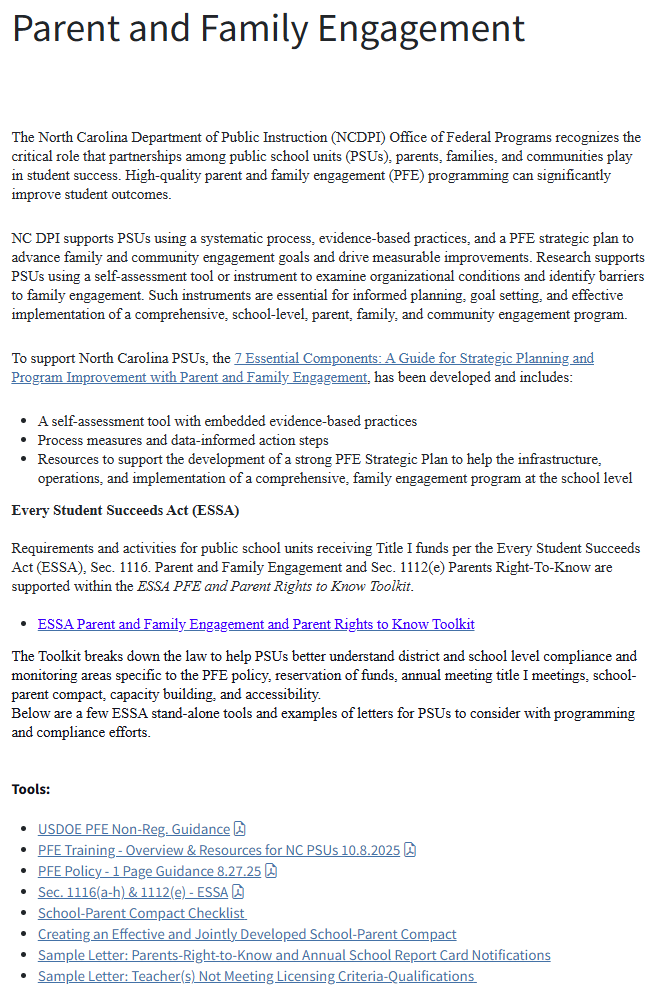 Parent and Family Engagement
The North Carolina Department of Public Instruction (NCDPI) Office of Federal Programs recognizes the
critical role that partnerships among public school units (PSUs), parents, families, and communities play
in student success. High-quality parent and family engagement (PFE) programming can significantly
improve student outcomes.
NC DPI supports PSUs using a systematic process, evidence-based practices, and a PFE strategic plan to
advance family and community engagement goals and drive measurable improvements. Research supports
PSUs using a self-assessment tool or instrument to examine organizational conditions and identify barriers
to family engagement. Such instruments are essential for informed planning, goal setting, and effective
implementation of a comprehensive, school-level, parent, family, and community engagement program.
To support North Carolina PSUs, the 7 Essential Components: A Guide for Strategic Planning and
Program Improvement with Parent and Family Engagement, has been developed and includes:
• A self-assessment tool with embedded evidence-based practices
• Process measures and data-informed action steps
• Resources to support the development of a strong PFE Strategic Plan to help the infrastructure,
operations, and implementation of a comprehensive, family engagement program at the school level
Every Student Succeeds Act (ESSA)
Requirements and activities for public school units receiving Title I funds per the Every Student Succeeds
Act (ESSA), Sec. 1116. Parent and Family Engagement and Sec. 1112(e) Parents Right-To-Know are
supported within the ESSA PFE and Parent Rights to Know Toolkit.
• ESSA Parent and Family Engagement and Parent Rights to Know Toolkit
The Toolkit breaks down the law to help PSUs better understand district and school level compliance and
monitoring areas specific to the PFE policy, reservation of funds, annual meeting title I meetings, school-
parent compact, capacity building, and accessibility.
Below are a few ESSA stand-alone tools and examples of letters for PSUs to consider with programming
and compliance efforts.
Tools:
• USDOE PFE Non-Reg. Guidance
• PFE Training - Overview & Resources for NC PSUs 10.8.2025
• PFE Policy - 1 Page Guidance 8.27.25
• Sec. 1116(a-h) & 1112(e) - ESSA
• School-Parent Compact Checklist
• Creating an Effective and Jointly Developed School-Parent Compact
• Sample Letter: Parents-Right-to-Know and Annual School Report Card Notifications
• Sample Letter: Teacher(s) Not Meeting Licensing Criteria-Qualifications